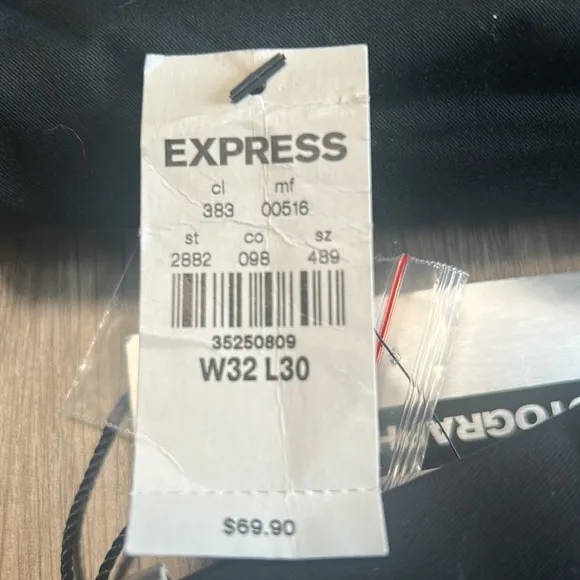 EXPRESS
cl mf
383 00516
st co sz
2882 098 489
35250809
W32 L30
$69.90